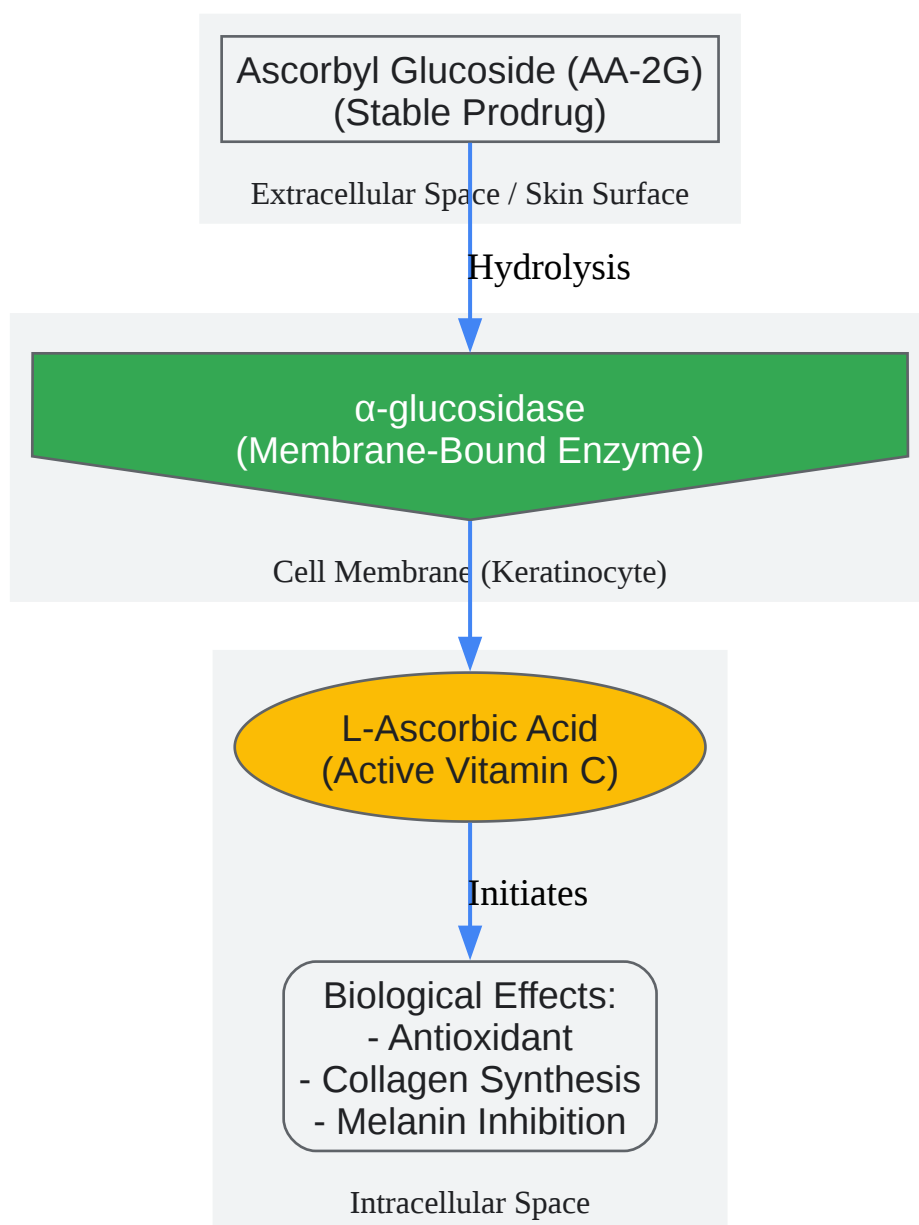 Ascorbyl Glucoside (AA-2G)
(Stable Prodrug)
Extracellular Space / Skin Surface
Hydrolysis
α-glucosidase
(Membrane-Bound Enzyme)
Cell Membrane (Keratinocyte)
L-Ascorbic Acid
(Active Vitamin C)
Initiates
Biological Effects:
- Antioxidant
- Collagen Synthesis
- Melanin Inhibition
Intracellular Space